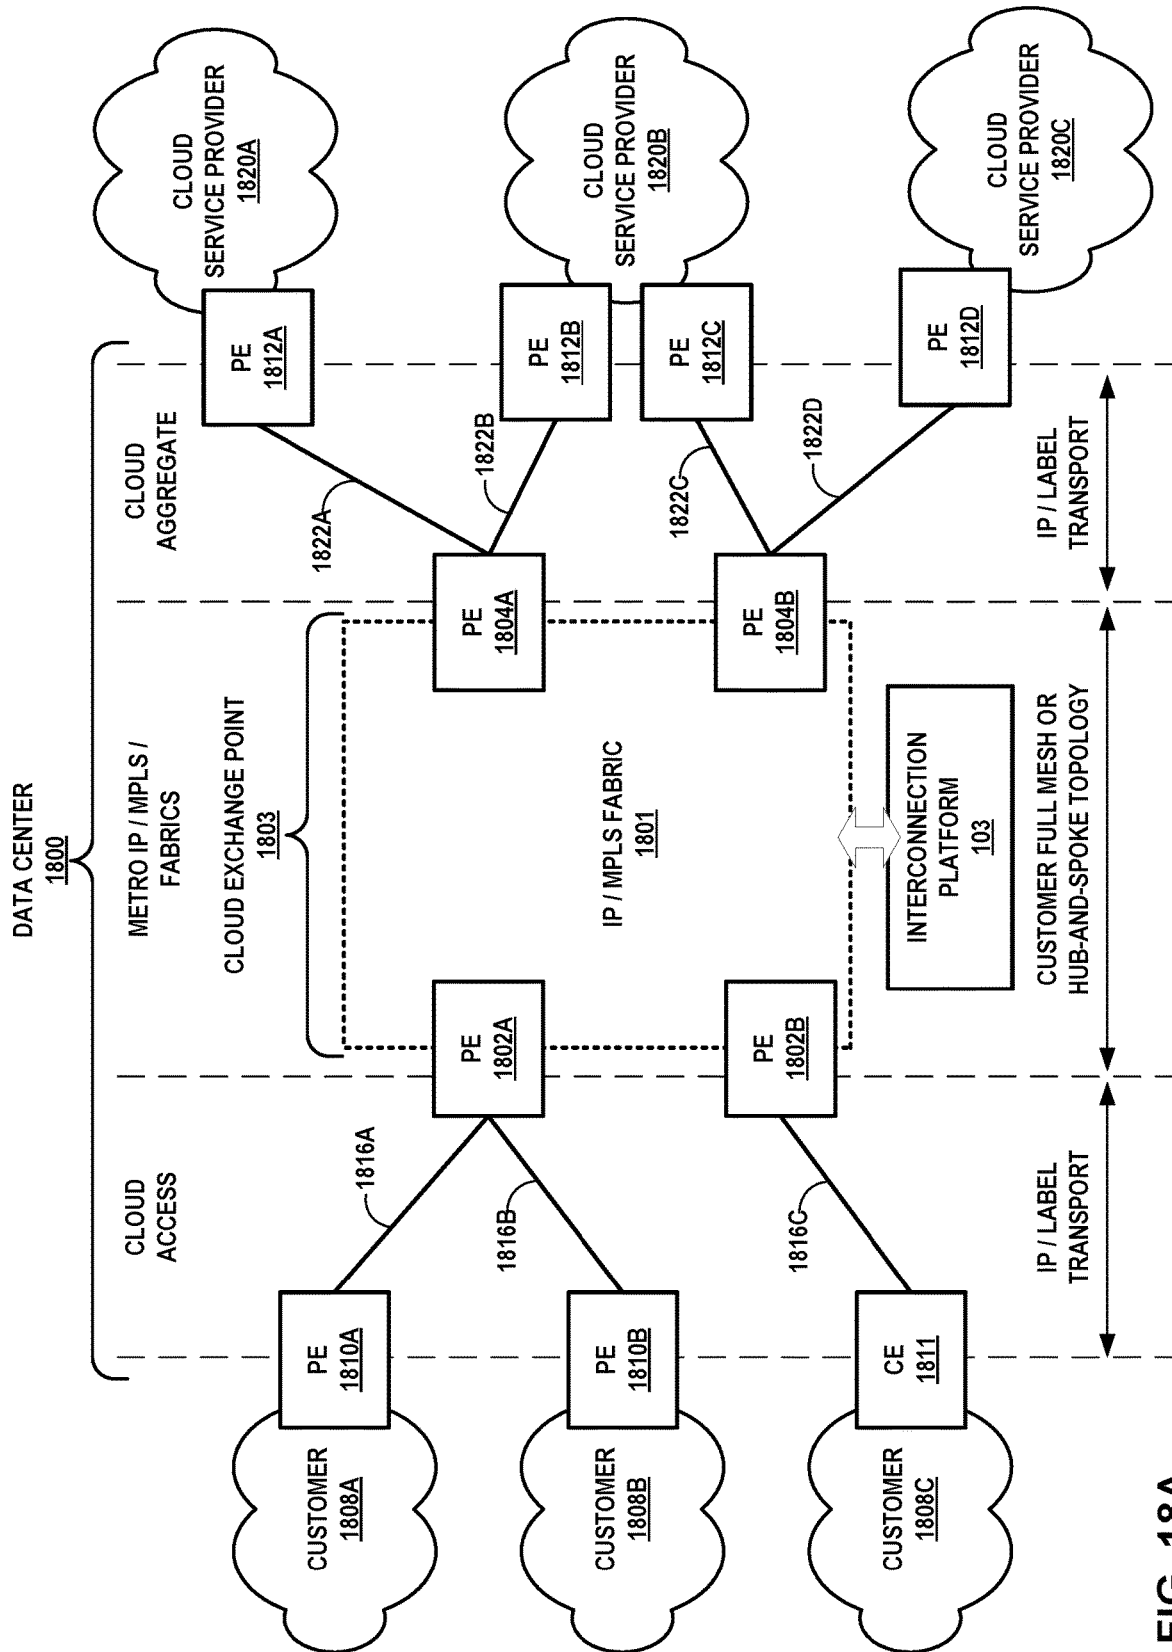 DATA CENTER
1800
CLOUD
ACCESS
METRO IP / MPLS /
FABRICS
CLOUD
AGGREGATE
CLOUD EXCHANGE POINT
1803
CUSTOMER
1808A
PE
1810A
1816A
PE
1802A
PE
1804A
1822A
PE
1812A
CLOUD
SERVICE PROVIDER
1820A
CUSTOMER
1808B
PE
1810B
1816B
IP / MPLS FABRIC
1801
1822B
PE
1812B
CLOUD
SERVICE PROVIDER
1820B
1822C
PE
1812C
CUSTOMER
1808C
CE
1811
1816C
PE
1802B
PE
1804B
1822D
PE
1812D
CLOUD
SERVICE PROVIDER
1820C
INTERCONNECTION
PLATFORM
103
IP / LABEL
TRANSPORT
CUSTOMER FULL MESH OR
HUB-AND-SPOKE TOPOLOGY
IP / LABEL
TRANSPORT
FIG. 18A